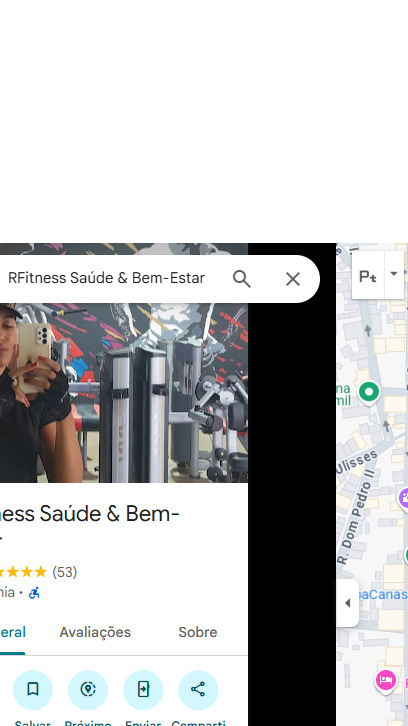 RFitness Saúde & Bem-Estar
ness Saúde & Bem-
(53)
nia
eral
Avaliações
Sobre
Salvar
Próximo
Enviar
Comparti
na
mil
Ulisses
R. Dom Pedro II
paCanas